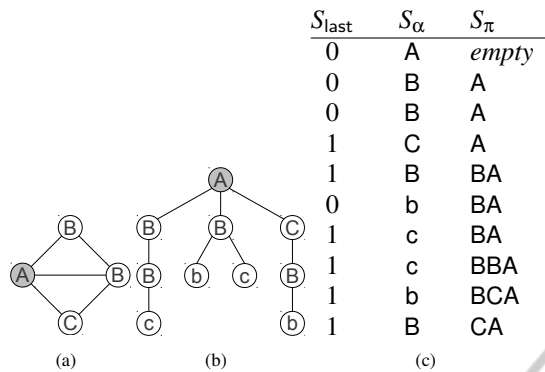 S_last S_α S_π
0 A empty
0 B A
0 B A
1 C A
1 B BA
0 b BA
1 c BA
1 c BBA
1 b BCA
1 B CA
A
B B C
B b c B
c b
B
A B
C
(a) (b) (c)